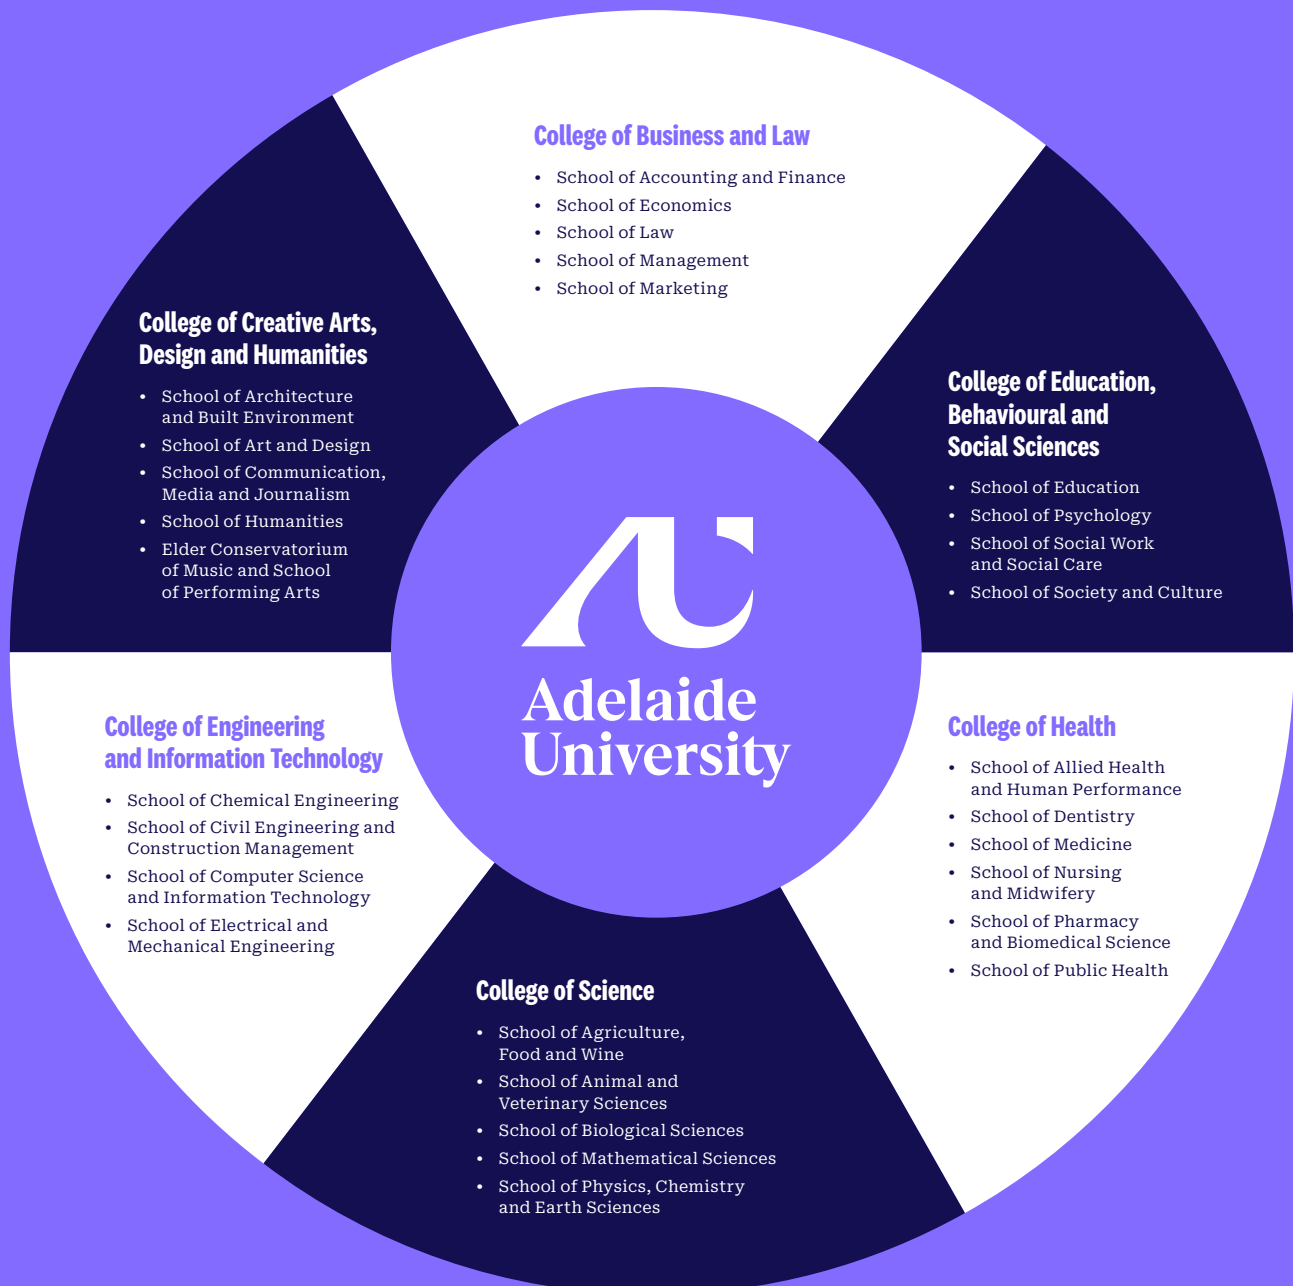 College of Business and Law
• School of Accounting and Finance
• School of Economics
• School of Law
• School of Management
• School of Marketing
College of Creative Arts,
Design and Humanities
• School of Architecture
and Built Environment
• School of Art and Design
• School of Communication,
Media and Journalism
• School of Humanities
• Elder Conservatorium
of Music and School
of Performing Arts
College of Education,
Behavioural and
Social Sciences
• School of Education
• School of Psychology
• School of Social Work
and Social Care
• School of Society and Culture
AU
Adelaide
University
College of Engineering
and Information Technology
• School of Chemical Engineering
• School of Civil Engineering and
Construction Management
• School of Computer Science
and Information Technology
• School of Electrical and
Mechanical Engineering
College of Health
• School of Allied Health
and Human Performance
• School of Dentistry
• School of Medicine
• School of Nursing
and Midwifery
• School of Pharmacy
and Biomedical Science
• School of Public Health
College of Science
• School of Agriculture,
Food and Wine
• School of Animal and
Veterinary Sciences
• School of Biological Sciences
• School of Mathematical Sciences
• School of Physics, Chemistry
and Earth Sciences